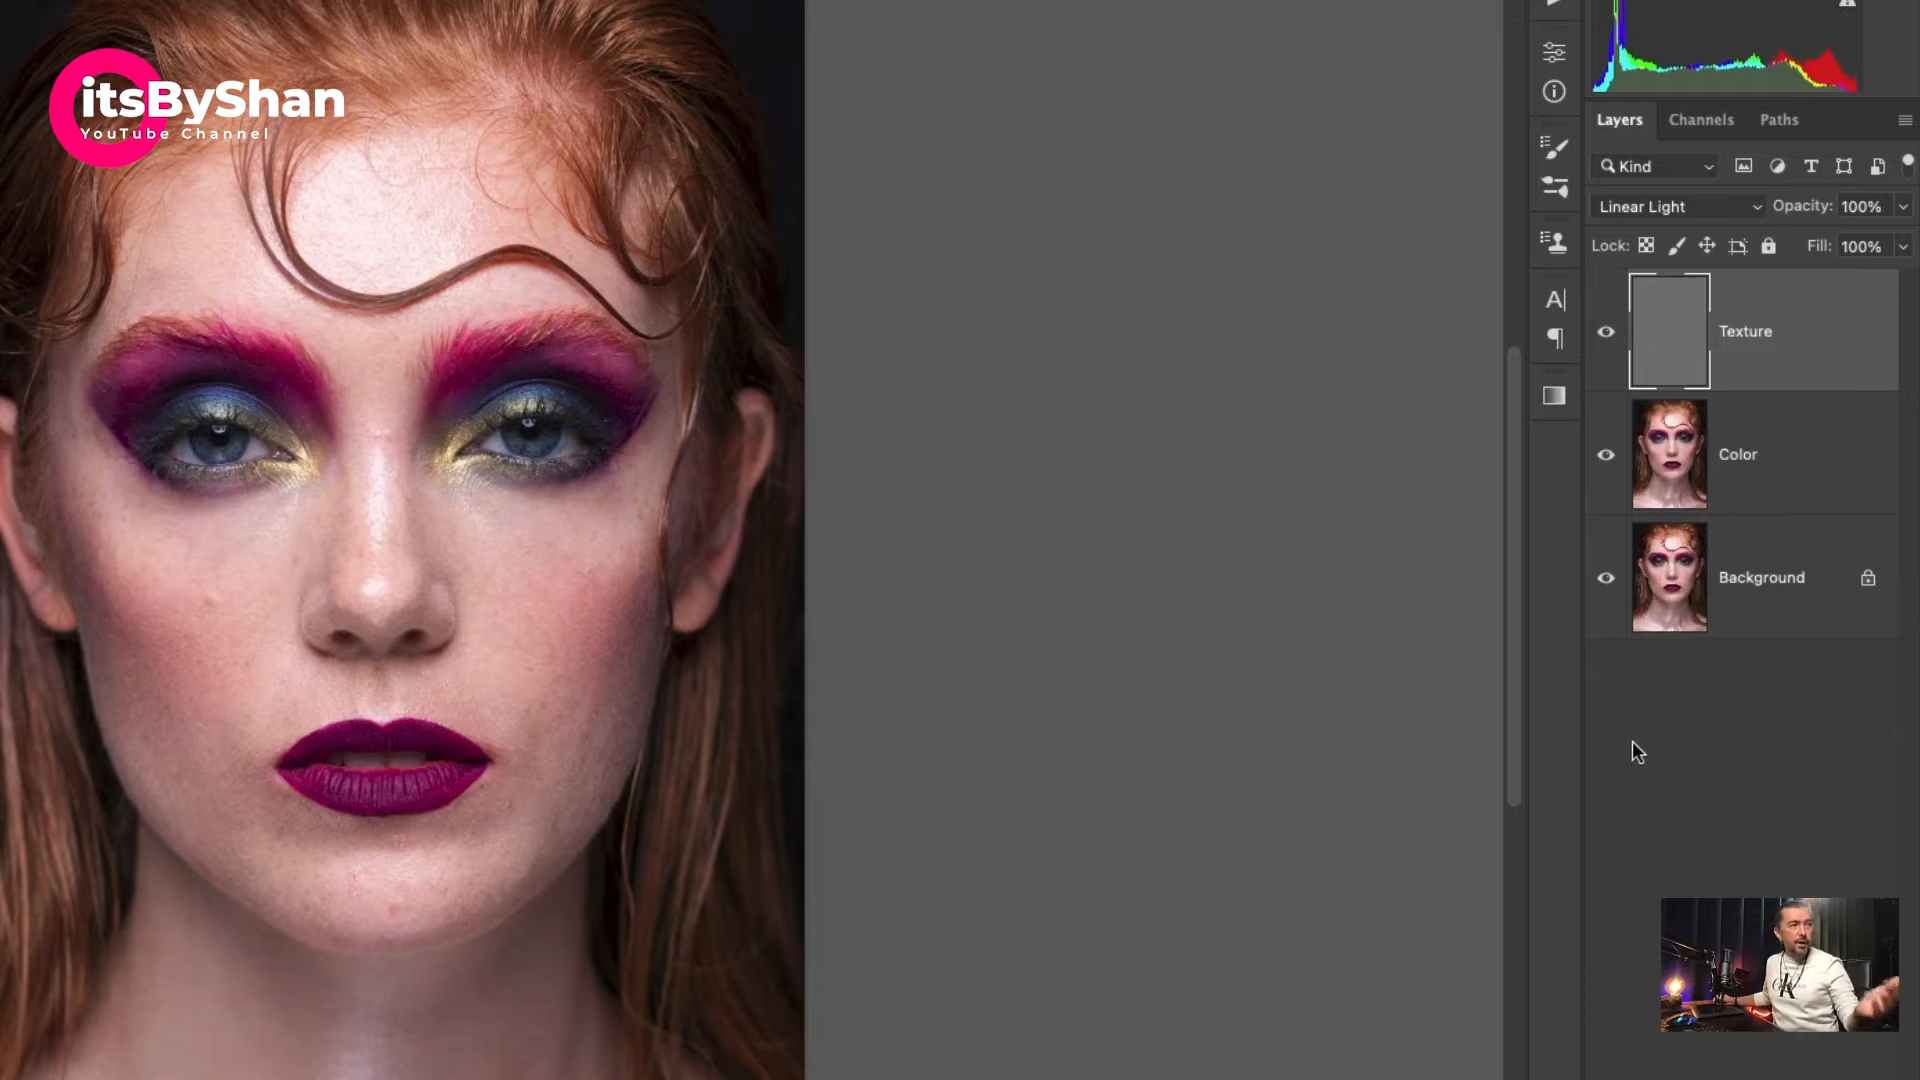 itsByShan
YouTube Channel
Layers Channels Paths
Kind
Linear Light Opacity: 100%
Lock: Fill: 100%
Texture
Color
Background